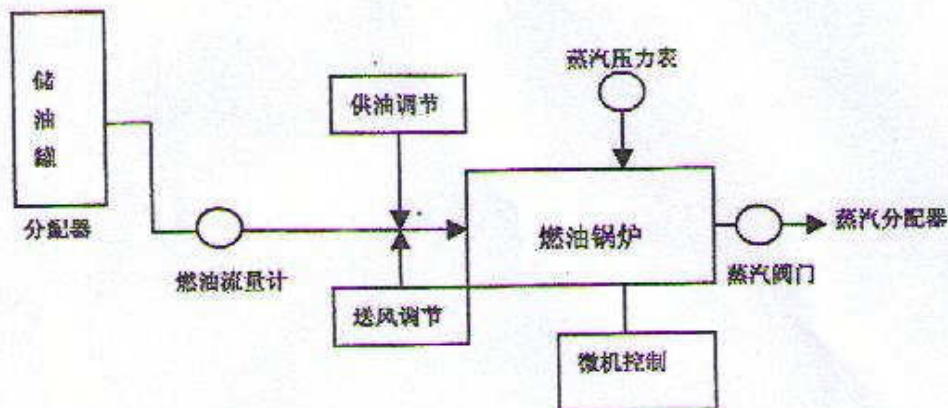 储
油
罐
分配器
燃油流量计
供油调节
送风调节
蒸汽压力表
燃油锅炉
微机控制
蒸汽阀门
蒸汽分配器